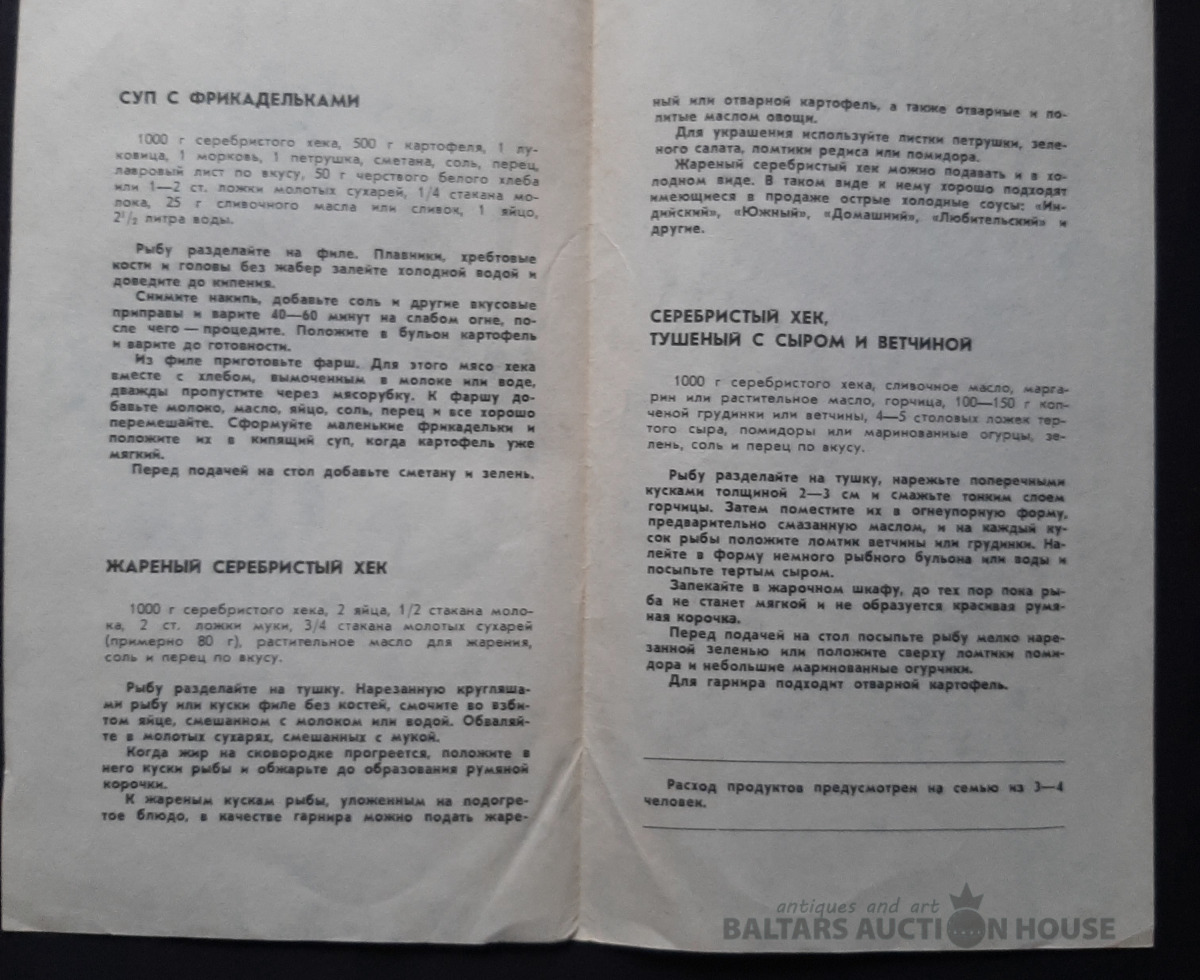 СУП С ФРИКАДЕЛЬКАМИ
1000 г серебристого хека, 500 г картофеля, 1 лу-
ковица, 1 морковь, 1 петрушка, сметана, соль, перец,
лавровый лист по вкусу, 50 г черствого белого хлеба
или 1—2 ст. ложки молотых сухарей, 1/4 стакана мо-
лока, 25 г сливочного масла или сливок, 1 яйцо,
2¹/₂ литра воды.
Рыбу разделайте на филе. Плавники, хребтовые
кости и головы без жабер залейте холодной водой и
доведите до кипения.
Снимите накипь, добавьте соль и другие вкусовые
приправы и варите 40—60 минут на слабом огне, по-
сле чего — процедите. Положите в бульон картофель
и варите до готовности.
Из филе приготовьте фарш. Для этого мясо хека
вместе с хлебом, вымоченным в молоке или воде,
дважды пропустите через мясорубку. К фаршу до-
бавьте молоко, масло, яйцо, соль, перец и все хорошо
перемешайте. Сформуйте маленькие фрикадельки и
положите их в кипящий суп, когда картофель уже
мягкий.
Перед подачей на стол добавьте сметану и зелень.
ЖАРЕНЫЙ СЕРЕБРИСТЫЙ ХЕК
1000 г серебристого хека, 2 яйца, 1/2 стакана моло-
ка, 2 ст. ложки муки, 3/4 стакана молотых сухарей
(примерно 80 г), растительное масло для жарения,
соль и перец по вкусу.
Рыбу разделайте на тушку. Нарезанную кругляша-
ми рыбу или куски филе без костей, смочите во взби-
том яйце, смешанном с молоком или водой. Обваляй-
те в молотых сухарях, смешанных с мукой.
Когда жир на сковородке прогреется, положите в
него куски рыбы и обжарьте до образования румяной
корочки.
К жареным кускам рыбы, уложенным на подогре-
тое блюдо, в качестве гарнира можно подать жаре-
ный или отварной картофель, а также отварные и по-
литые маслом овощи.
Для украшения используйте листки петрушки, зеле-
ного салата, ломтики редиса или помидора.
Жареный серебристый хек можно подавать и в хо-
лодном виде. В таком виде к нему хорошо подходят
имеющиеся в продаже острые холодные соусы: «Ин-
дийский», «Южный», «Домашний», «Любительский» и
другие.
СЕРЕБРИСТЫЙ ХЕК,
ТУШЕНЫЙ С СЫРОМ И ВЕТЧИНОЙ
1000 г серебристого хека, сливочное масло, марга-
рин или растительное масло, горчица, 100—150 г коп-
ченой грудинки или ветчины, 4—5 столовых ложек тер-
того сыра, помидоры или маринованные огурцы, зе-
лень, соль и перец по вкусу.
Рыбу разделайте на тушку, нарежьте поперечными
кусками толщиной 2—3 см и смажьте тонким слоем
горчицы. Затем поместите их в огнеупорную форму,
предварительно смазанную маслом, и на каждый ку-
сок рыбы положите ломтик ветчины или грудинки. На-
лейте в форму немного рыбного бульона или воды и
посыпьте тертым сыром.
Запекайте в жарочном шкафу, до тех пор пока ры-
ба не станет мягкой и не образуется красивая румя-
ная корочка.
Перед подачей на стол посыпьте рыбу мелко наре-
занной зеленью или положите сверху ломтики поми-
дора и небольшие маринованные огурчики.
Для гарнира подходит отварной картофель.
Расход продуктов предусмотрен на семью из 3—4
человек.
antiques and art
BALTARS AUCTION HOUSE